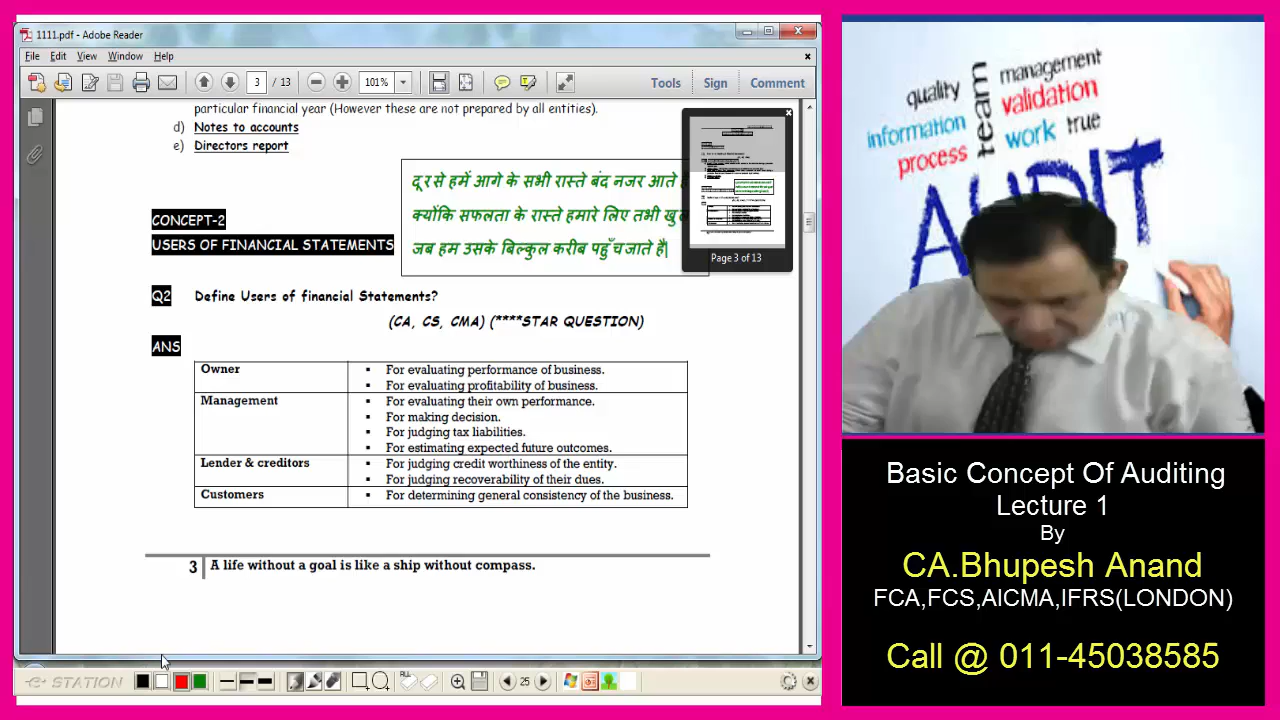 1111.pdf - Adobe Reader
File Edit View Window Help
3 / 13 101% Tools Sign Comment
particular financial year (However these are not prepared by all entities).
d) Notes to accounts
e) Directors report
दूर से हमें आगे के सभी रास्ते बंद नजर आते
क्योंकि सफलता के रास्ते हमारे लिए तभी
जब हम उसके बिल्कुल करीब पहुँच जाते है|
Page 3 of 13
CONCEPT-2
USERS OF FINANCIAL STATEMENTS
Q2 Define Users of financial Statements?
(CA, CS, CMA) (****STAR QUESTION)
ANS
Owner
▪ For evaluating performance of business.
▪ For evaluating profitability of business.
Management
▪ For evaluating their own performance.
▪ For making decision.
▪ For judging tax liabilities.
▪ For estimating expected future outcomes.
Lender & creditors
▪ For judging credit worthiness of the entity.
▪ For judging recoverability of their dues.
Customers
▪ For determining general consistency of the business.
3 A life without a goal is like a ship without compass.
e-STATION
ALL
25
quality
team
management
information
validation
process
work
true
AUDIT
Basic Concept Of Auditing
Lecture 1
By
CA.Bhupesh Anand
FCA,FCS,AICMA,IFRS(LONDON)
Call @ 011-45038585